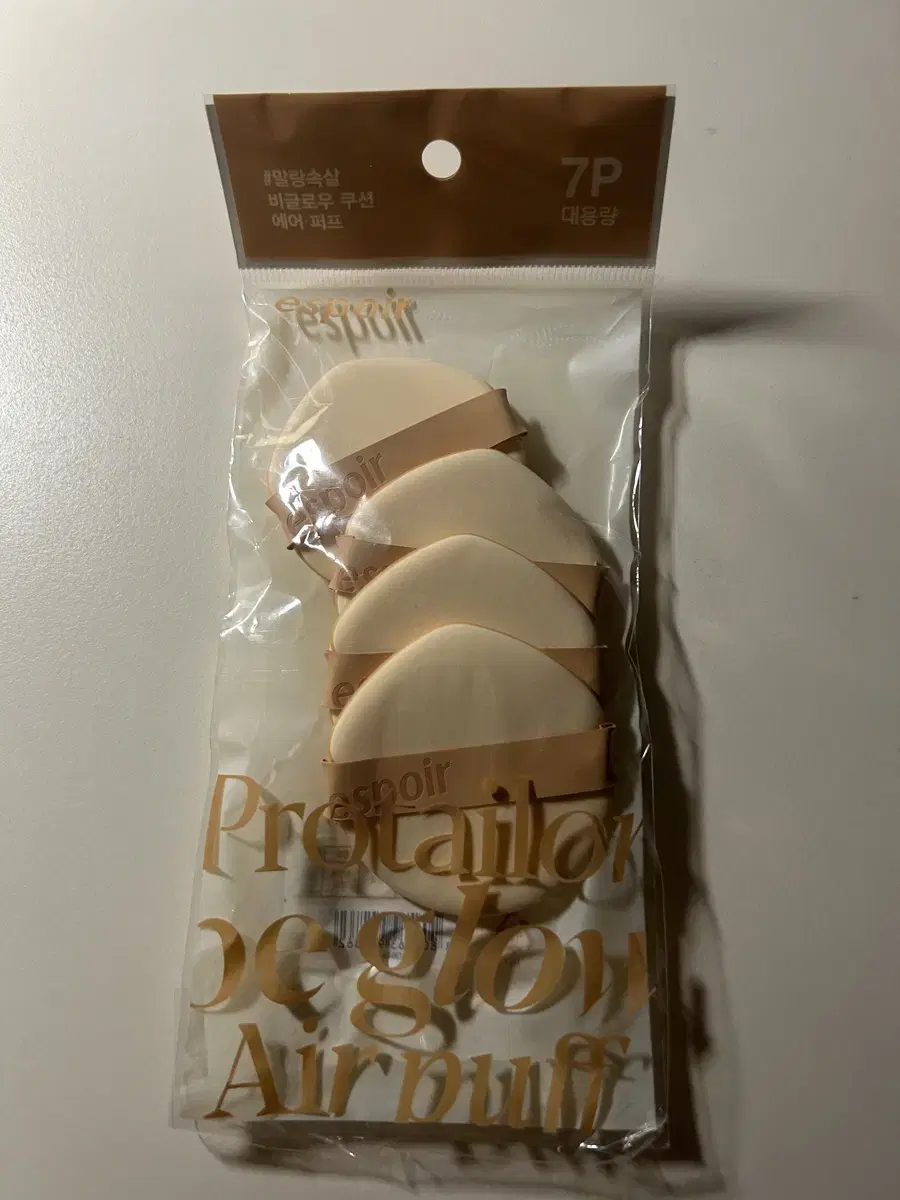 #말랑속살
비글로우 쿠션
에어 퍼프
7P
대용량
espoir
espoir
espoir
Protailor
be glow
Air puff